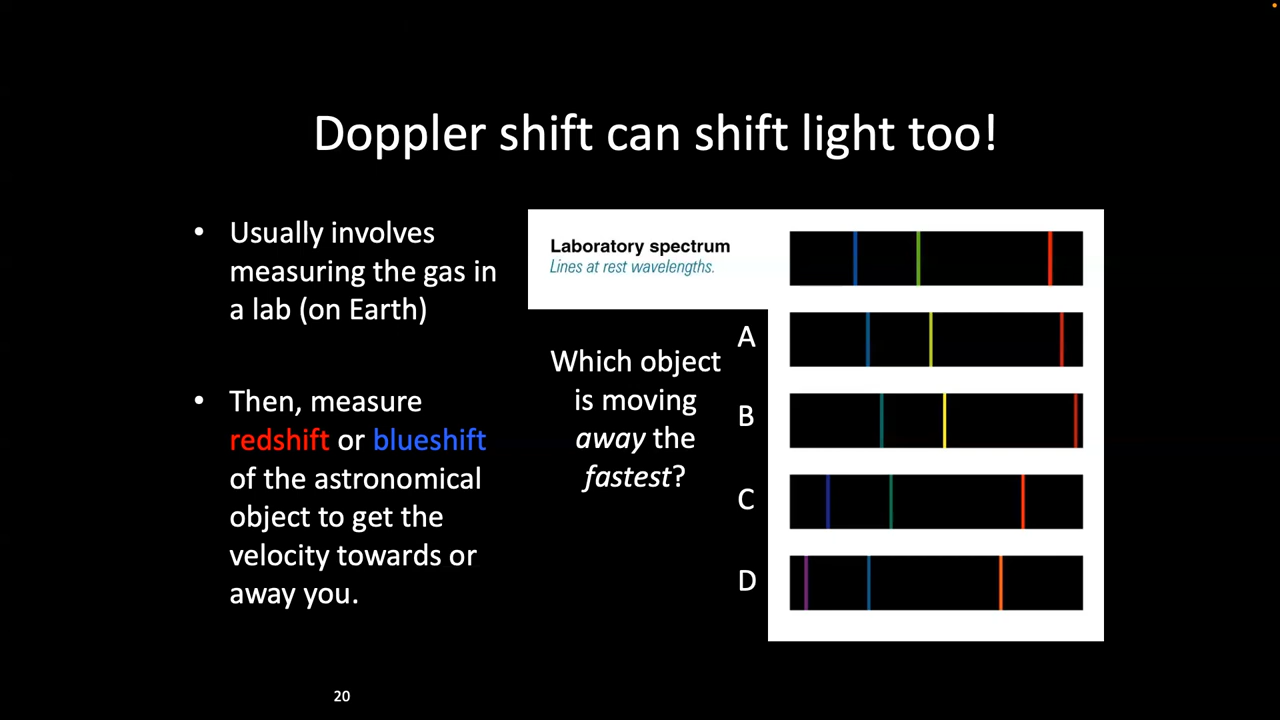 Doppler shift can shift light too!
• Usually involves
measuring the gas in
a lab (on Earth)
• Then, measure
redshift or blueshift
of the astronomical
object to get the
velocity towards or
away you.
Laboratory spectrum
Lines at rest wavelengths.
Which object
is moving
away the
fastest?
A
B
C
D
20